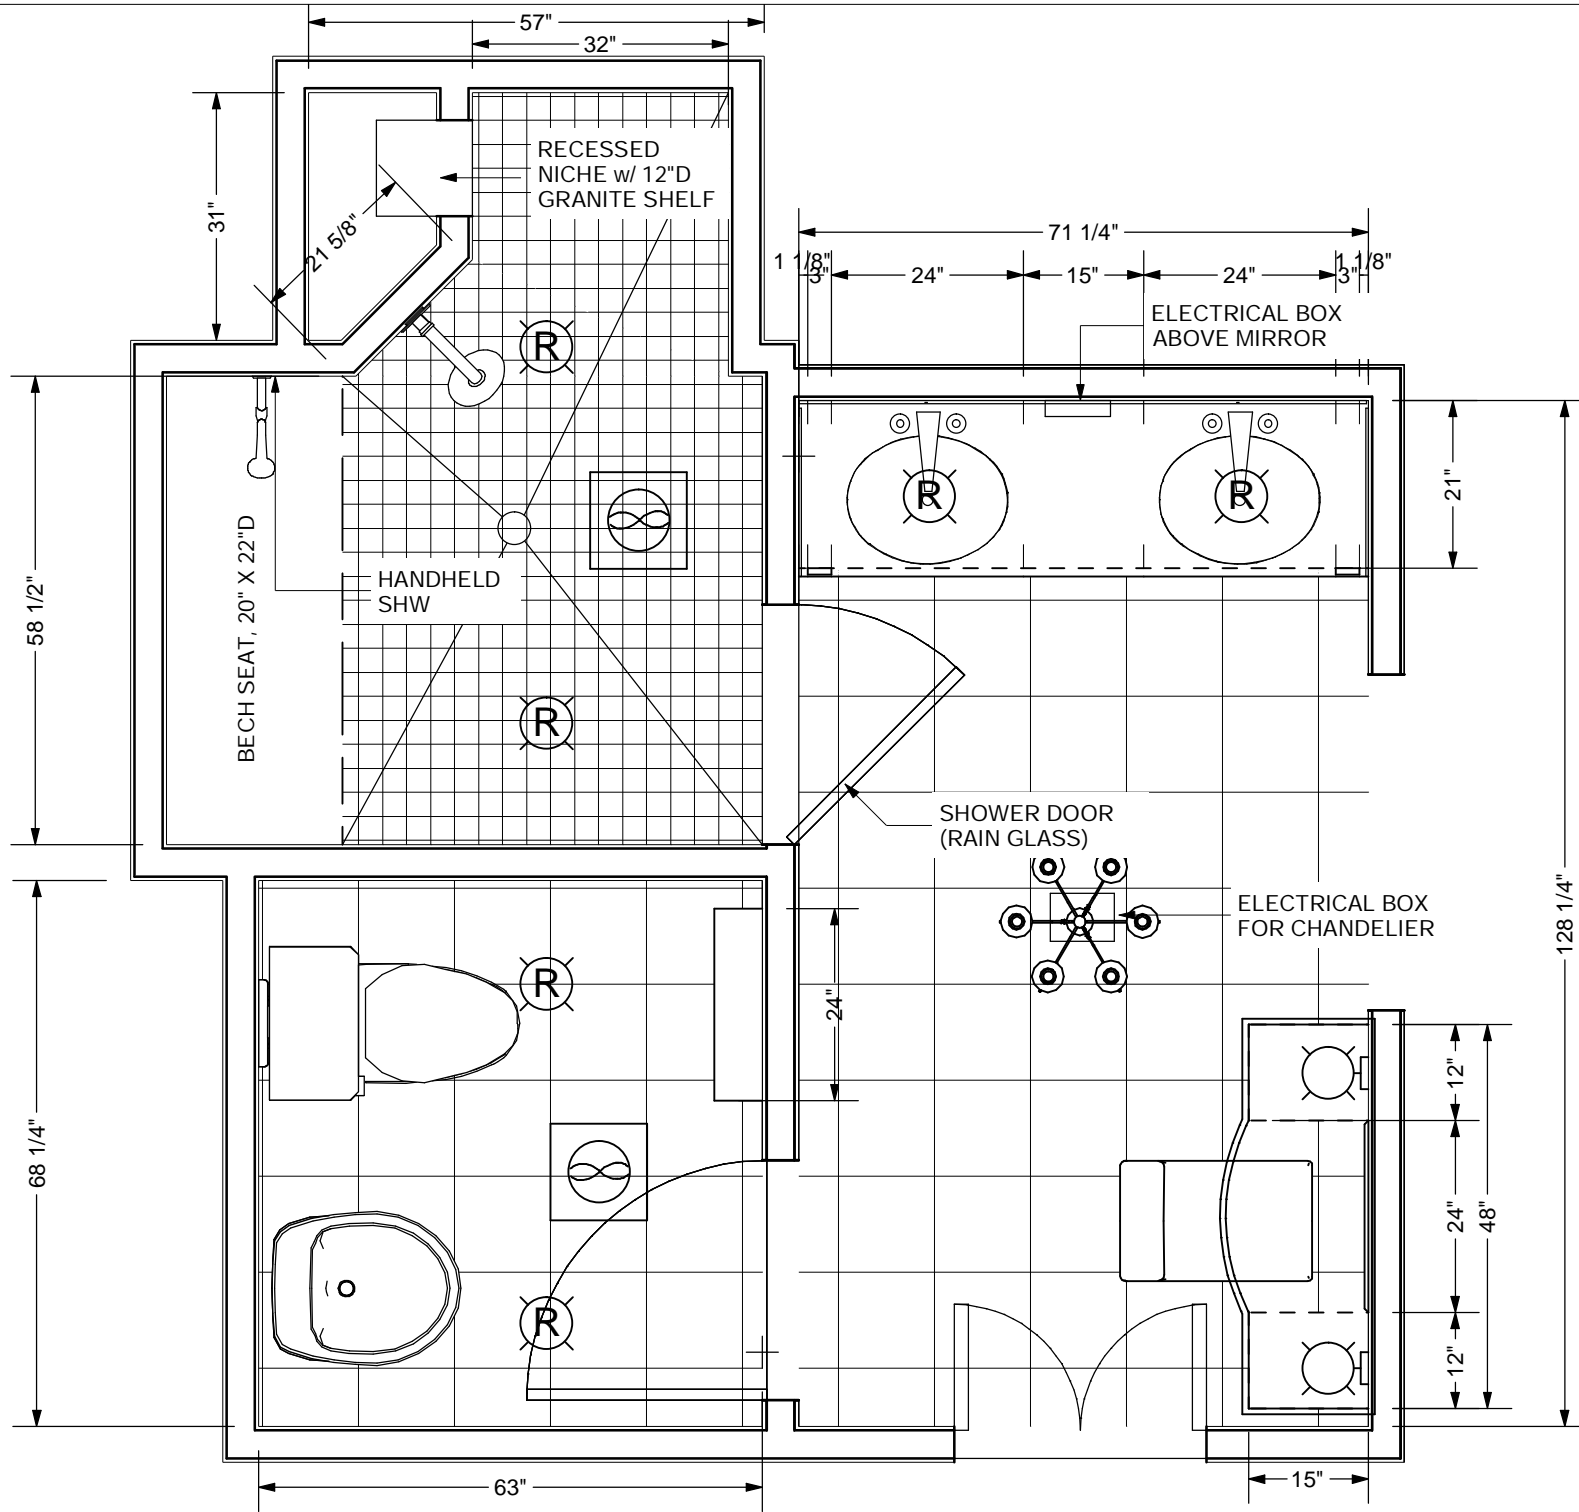 57"
32"
RECESSED
NICHE w/ 12"D
GRANITE SHELF
31"
21 5/8"
71 1/4"
1 1/8"
3"
24"
15"
24"
3"
1 1/8"
ELECTRICAL BOX
ABOVE MIRROR
R
R
R
21"
BECH SEAT, 20" X 22"D
HANDHELD
SHW
58 1/2"
R
SHOWER DOOR
(RAIN GLASS)
ELECTRICAL BOX
FOR CHANDELIER
128 1/4"
R
24"
12"
68 1/4"
24"
48"
R
12"
63"
15"